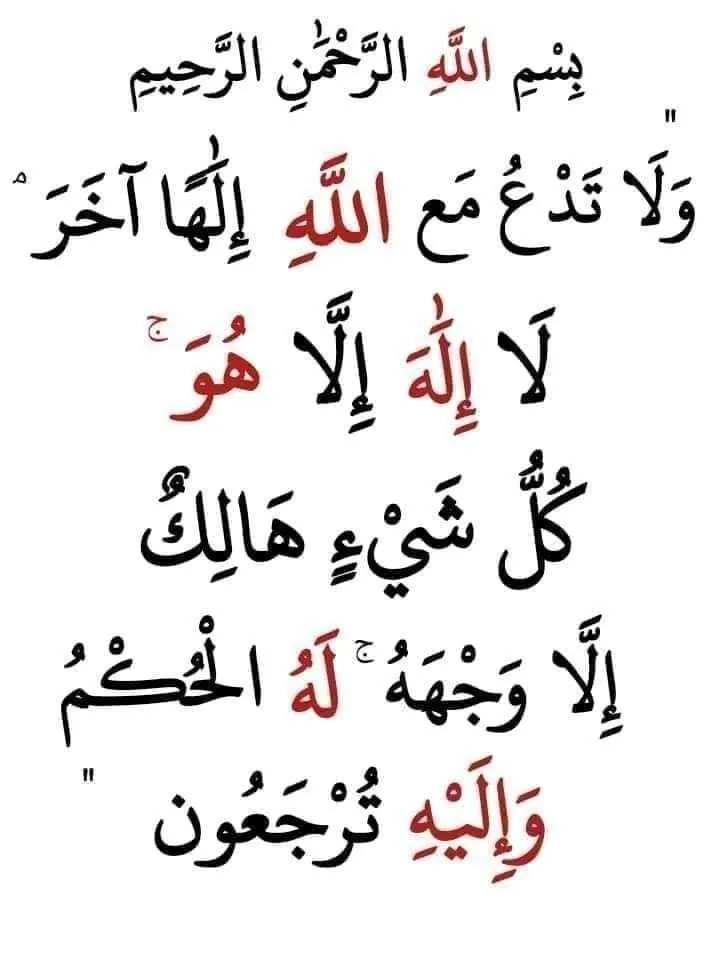 بِسْمِ اللَّهِ الرَّحْمَٰنِ الرَّحِيمِ
" وَلَا تَدْعُ مَع اللَّهِ إِلَٰهًا آخَرَ ۘ
لَا إِلَٰهَ إِلَّا هُوَ ۚ
كُلُّ شَيْءٍ هَالِكٌ
إِلَّا وَجْهَهُ ۚ لَهُ الْحُكْمُ
وَإِلَيْهِ تُرْجَعُون "